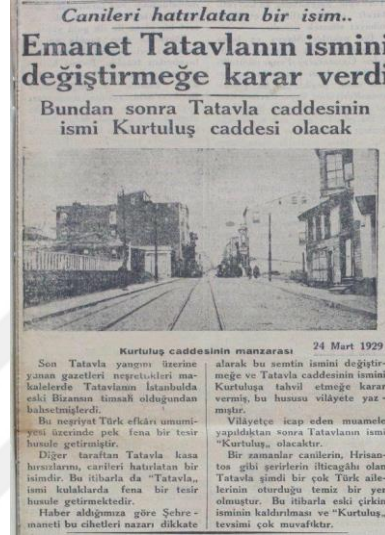 Canileri hatırlatan bir isim..
Emanet Tatavlanın ismini
değiştirmeğe karar verdi
Bundan sonra Tatavla caddesinin
ismi Kurtuluş caddesi olacak
Kurtuluş caddesinin manzarası
24 Mart 1929
Son Tatavla yangını üzerine
yunan gazetleri neşrettikleri ma-
kalelerde Tatavlanın İstanbulda
eski Bizansın timsali olduğundan
bahsetmişlerdi.
Bu neşriyat Türk efkârı umumi-
yesi üzerinde pek fena bir tesir
husule getirmiştir.
Diğer taraftan Tatavla kasa
hırsızlarını, canileri hatırlatan bir
isimdir. Bu itibarla da "Tatavla„
ismi kulaklarda fena bir tesir
husule getirmektedir.
Haber aldığımıza göre Şehre-
maneti bu cihetleri nazarı dikkate
alarak bu semtin ismini değiştir-
meğe ve Tatavla caddesinin ismini
Kurtuluşa tahvil etmeğe karar
vermiş, bu hususu vilâyete yaz-
mıştır.
Vilâyetçe icap eden muamele
yapıldıktan sonra Tatavlanın ismi
"Kurtuluş„ olacaktır.
Bir zamanlar canilerin, Hrisan-
tos gibi şerirlerin ilticagâhı olan
Tatavla şimdi bir çok Türk aile-
lerinin oturduğu temiz bir yer
olmuştur. Bu itibarla eski çirkin
isminin kaldırılması ve "Kurtuluş„
tevsimi çok muvafıktır.